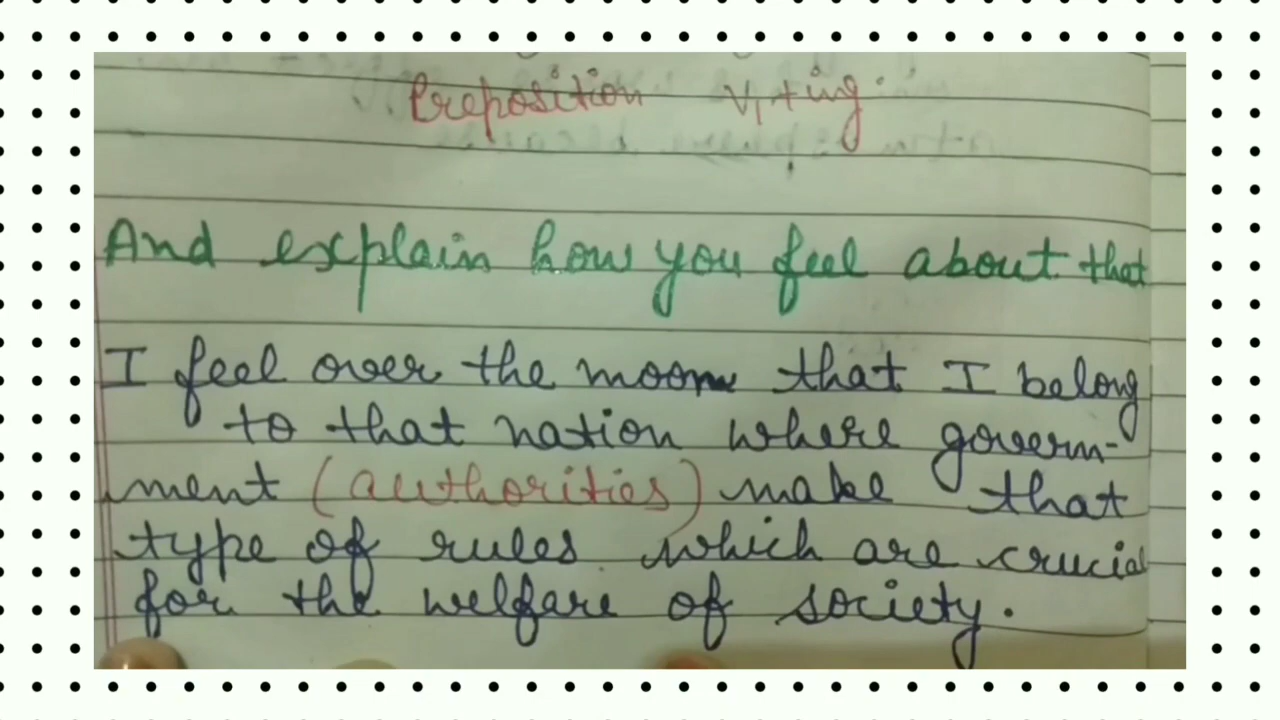 Preposition V1+ing.
And explain how you feel about that
I feel over the moon that I belong
to that nation where govern-
ment (authorities) make that
type of rules which are crucial
for the welfare of society.